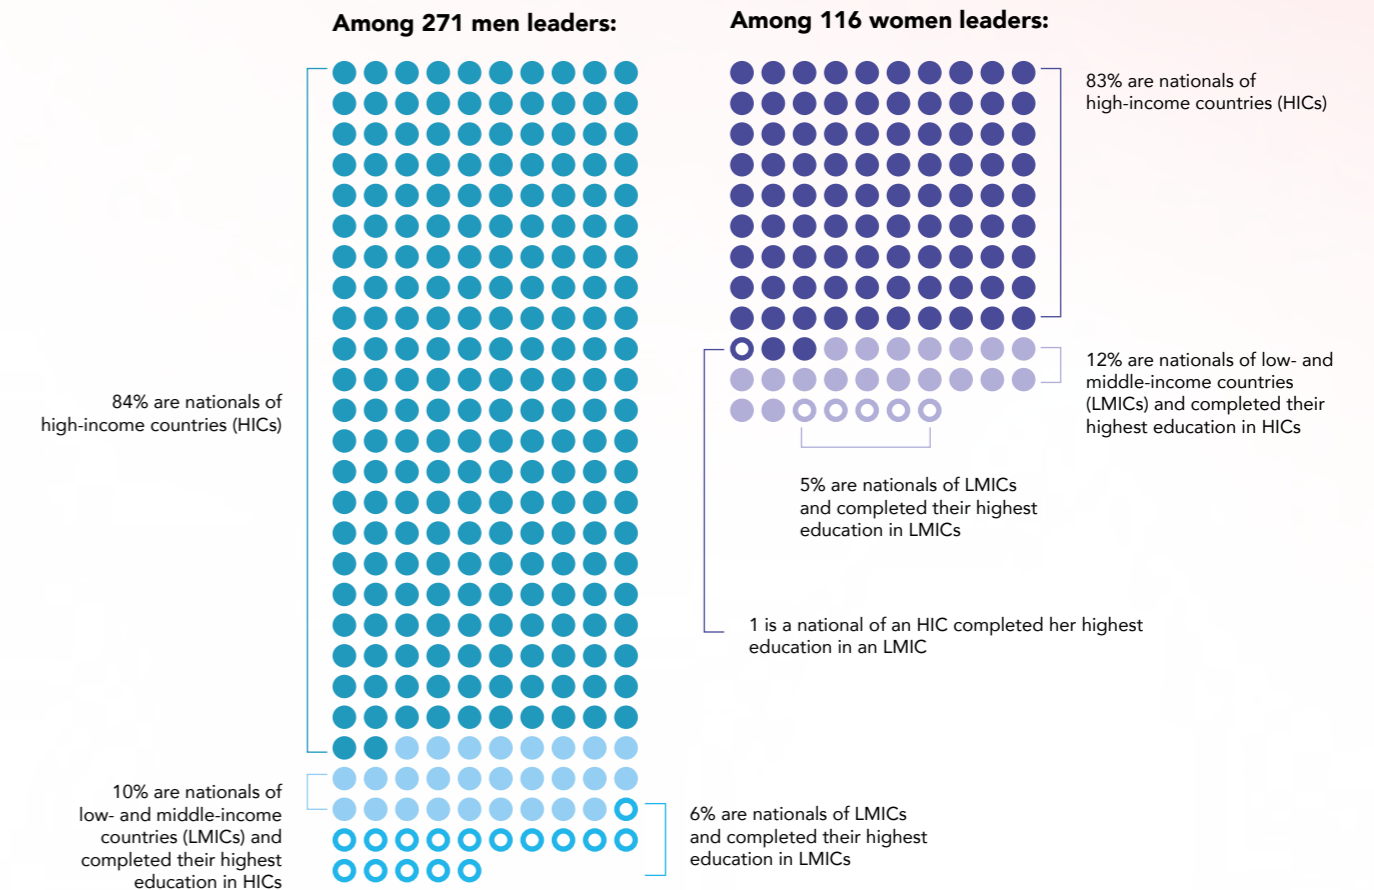 Among 271 men leaders:
84% are nationals of
high-income countries (HICs)
10% are nationals of
low- and middle-income
countries (LMICs) and
completed their highest
education in HICs
6% are nationals of LMICs
and completed their highest
education in LMICs
Among 116 women leaders:
83% are nationals of
high-income countries (HICs)
12% are nationals of low- and
middle-income countries
(LMICs) and completed their
highest education in HICs
5% are nationals of LMICs
and completed their highest
education in LMICs
1 is a national of an HIC completed her highest
education in an LMIC